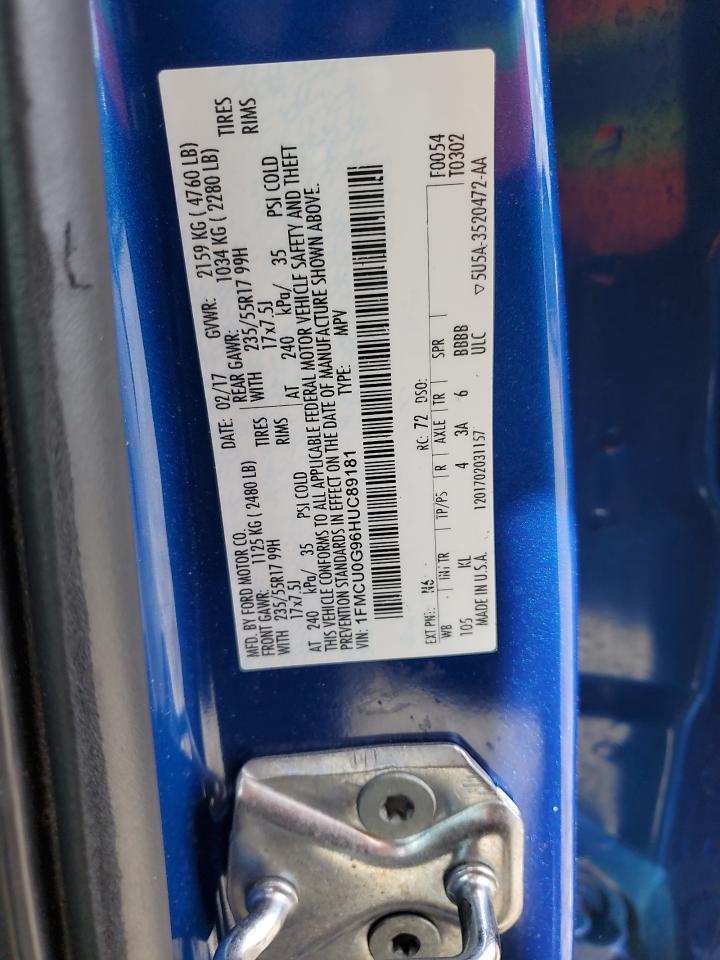 MFD. BY FORD MOTOR CO. DATE: 02/17 GVWR: 2159 KG ( 4760 LB)
FRONT GAWR: 1125 KG ( 2480 LB) REAR GAWR: 1034 KG ( 2280 LB)
WITH 235/55R17 99H TIRES WITH 235/55R17 99H TIRES
17x7.5J RIMS 17x7.5J RIMS
AT 240 kPa/ 35 PSI COLD AT 240 kPa/ 35 PSI COLD
THIS VEHICLE CONFORMS TO ALL APPLICABLE FEDERAL MOTOR VEHICLE SAFETY AND THEFT
PREVENTION STANDARDS IN EFFECT ON THE DATE OF MANUFACTURE SHOWN ABOVE.
VIN: 1FMCU0G96HUC89181 TYPE: MPV
EXT PNT: N6 RC: 72 DSO: F0054
WB INT TR TP/PS R AXLE TR SPR T0302
105 KL 4 3A 6 BBBB
MADE IN U.S.A. 1201702031157 ULC ▽5U5A-3520472-AA